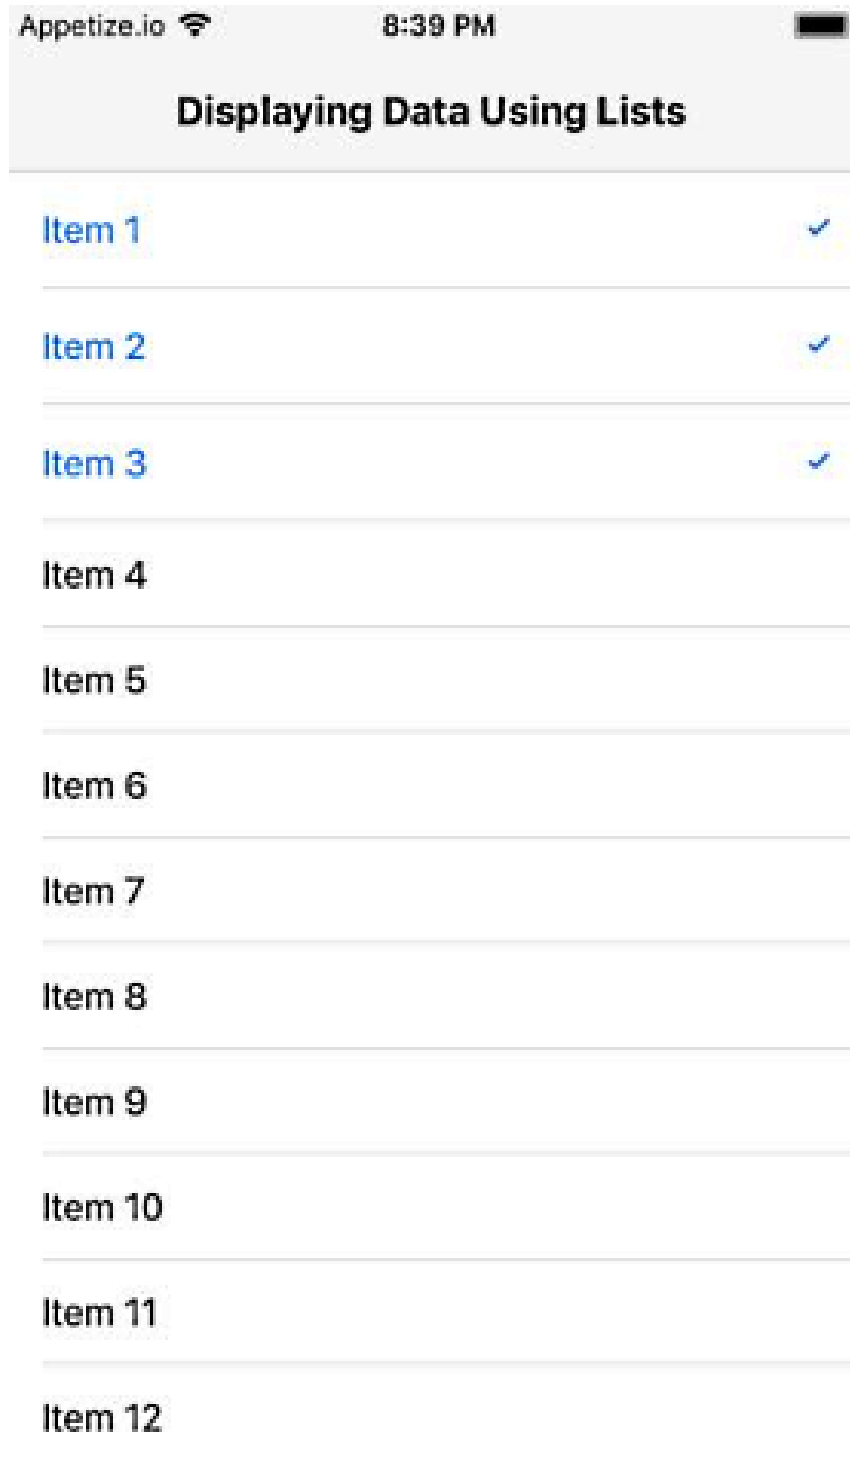 Appetize.io 8:39 PM
Displaying Data Using Lists
Item 1
Item 2
Item 3
Item 4
Item 5
Item 6
Item 7
Item 8
Item 9
Item 10
Item 11
Item 12